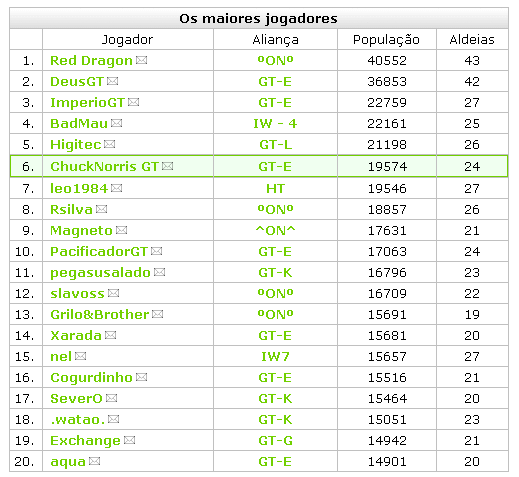 Os maiores jogadores
Jogador Aliança População Aldeias
1. Red Dragon ºONº 40552 43
2. DeusGT GT-E 36853 42
3. ImperioGT GT-E 22759 27
4. BadMau IW - 4 22161 25
5. Higitec GT-L 21198 26
6. ChuckNorris GT GT-E 19574 24
7. leo1984 HT 19546 27
8. Rsilva ºONº 18857 26
9. Magneto ^ON^ 17631 21
10. PacificadorGT GT-E 17063 24
11. pegasusalado GT-K 16796 23
12. slavoss ºONº 16709 22
13. Grilo&Brother ºONº 15691 19
14. Xarada GT-E 15681 20
15. nel IW7 15657 27
16. Cogurdinho GT-E 15516 21
17. SeverO GT-K 15464 20
18. .watao. GT-K 15051 23
19. Exchange GT-G 14942 21
20. aqua GT-E 14901 20